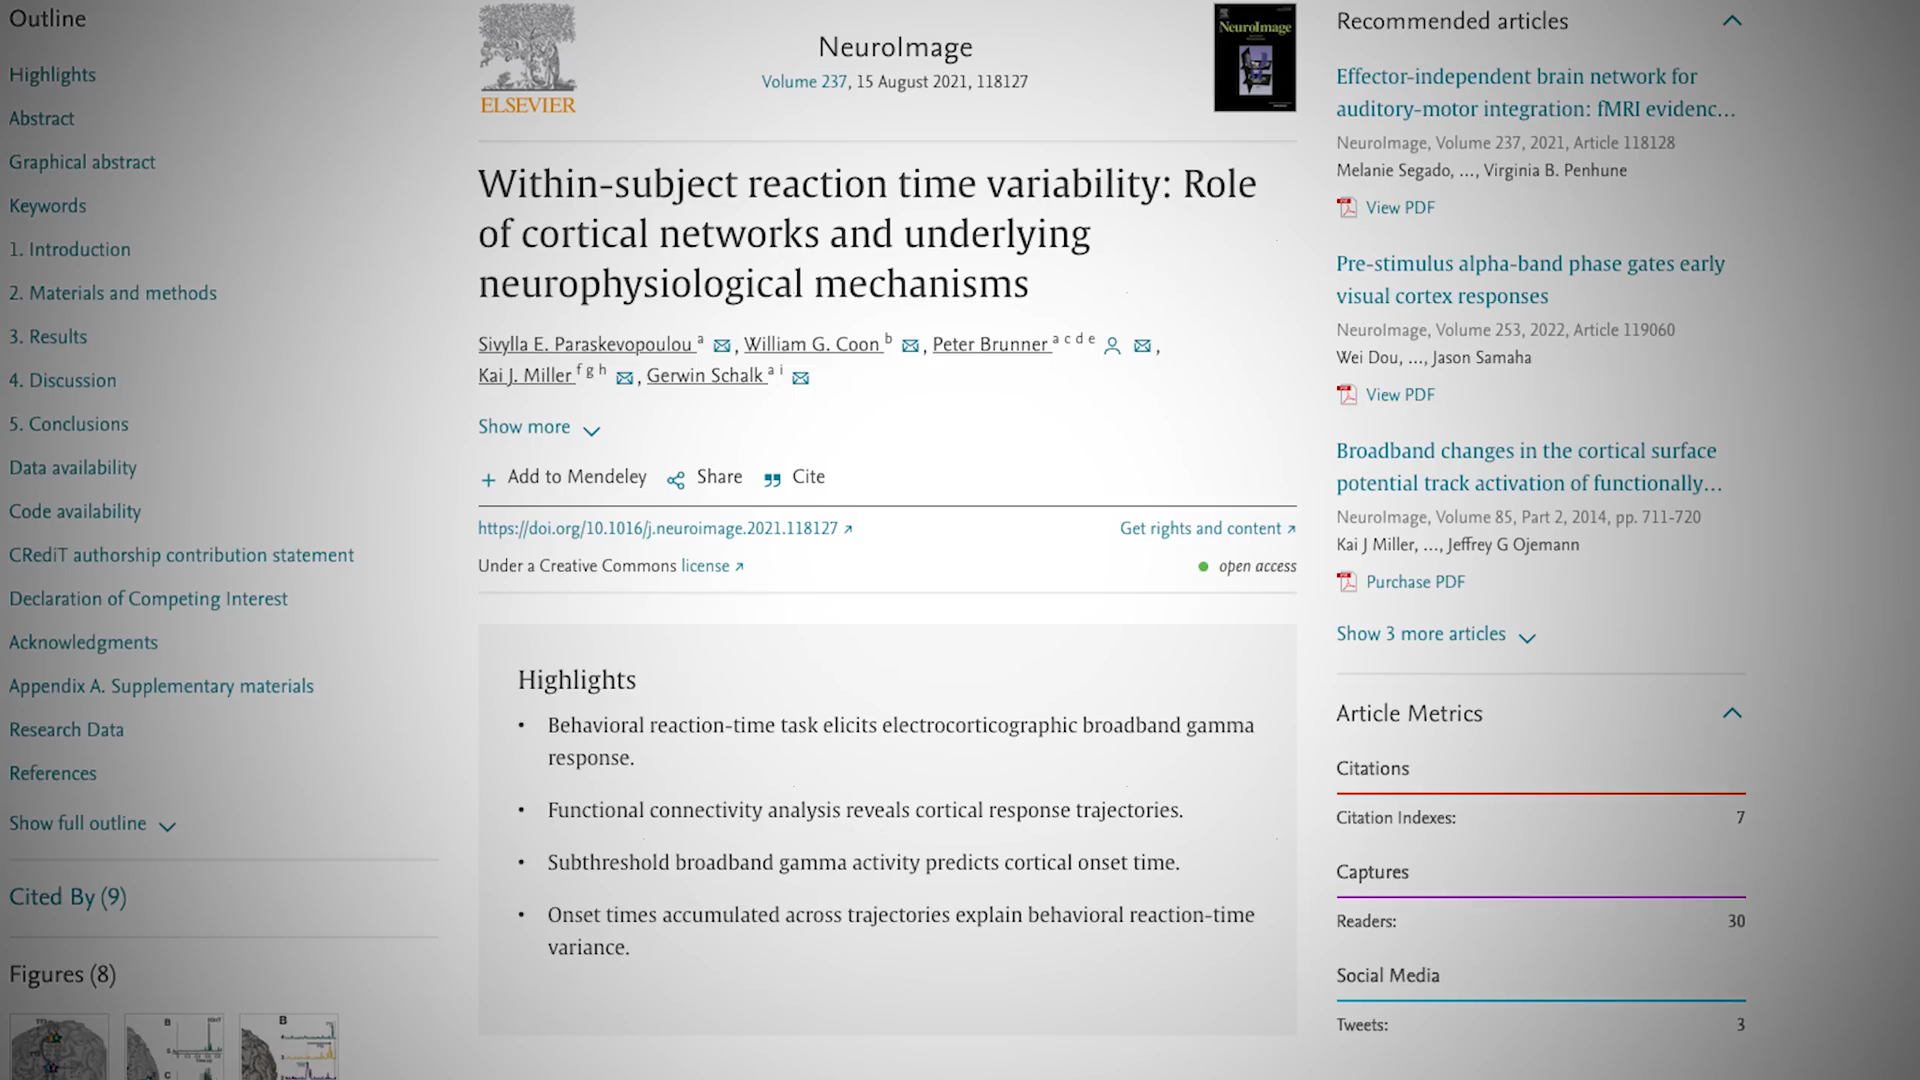 Outline
Highlights
Abstract
Graphical abstract
Keywords
1. Introduction
2. Materials and methods
3. Results
4. Discussion
5. Conclusions
Data availability
Code availability
CRediT authorship contribution statement
Declaration of Competing Interest
Acknowledgments
Appendix A. Supplementary materials
Research Data
References
Show full outline
Cited By (9)
Figures (8)
ELSEVIER
NeuroImage
Volume 237, 15 August 2021, 118127
NeuroImage
Within-subject reaction time variability: Role
of cortical networks and underlying
neurophysiological mechanisms
Sivylla E. Paraskevopoulou a, William G. Coon b, Peter Brunner a c d e,
Kai J. Miller f g h, Gerwin Schalk a i
Show more
+ Add to Mendeley Share Cite
https://doi.org/10.1016/j.neuroimage.2021.118127 ↗ Get rights and content ↗
Under a Creative Commons license ↗ ● open access
Highlights
• Behavioral reaction-time task elicits electrocorticographic broadband gamma
response.
• Functional connectivity analysis reveals cortical response trajectories.
• Subthreshold broadband gamma activity predicts cortical onset time.
• Onset times accumulated across trajectories explain behavioral reaction-time
variance.
Recommended articles
Effector-independent brain network for
auditory-motor integration: fMRI evidenc…
NeuroImage, Volume 237, 2021, Article 118128
Melanie Segado, …, Virginia B. Penhune
View PDF
Pre-stimulus alpha-band phase gates early
visual cortex responses
NeuroImage, Volume 253, 2022, Article 119060
Wei Dou, …, Jason Samaha
View PDF
Broadband changes in the cortical surface
potential track activation of functionally…
NeuroImage, Volume 85, Part 2, 2014, pp. 711-720
Kai J Miller, …, Jeffrey G Ojemann
Purchase PDF
Show 3 more articles
Article Metrics
Citations
Citation Indexes: 7
Captures
Readers: 30
Social Media
Tweets: 3
B
C
B